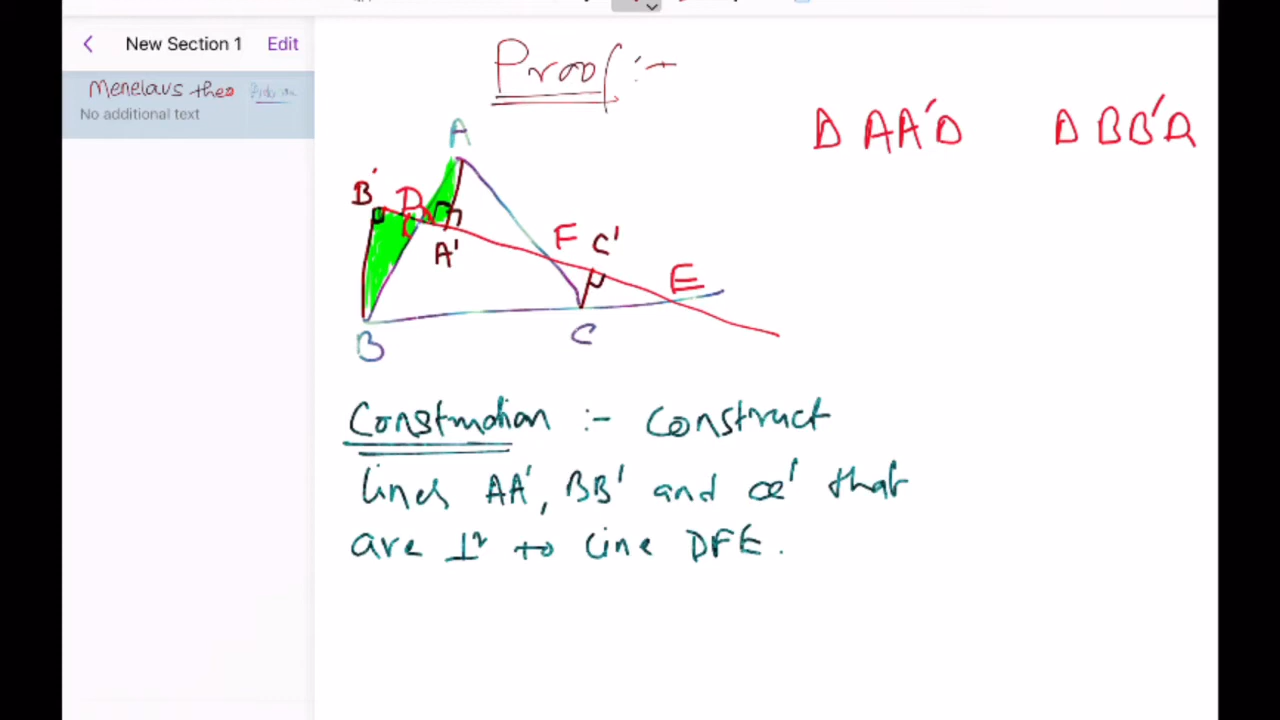 New Section 1 Edit
Menelaus theo
No additional text
Proof :-
Δ AA'D Δ BB'D
A
B' D
A' F C'
E
B C
Construction :- Construct
lines AA', BB' and CC' that
are ⊥r to line DFE.